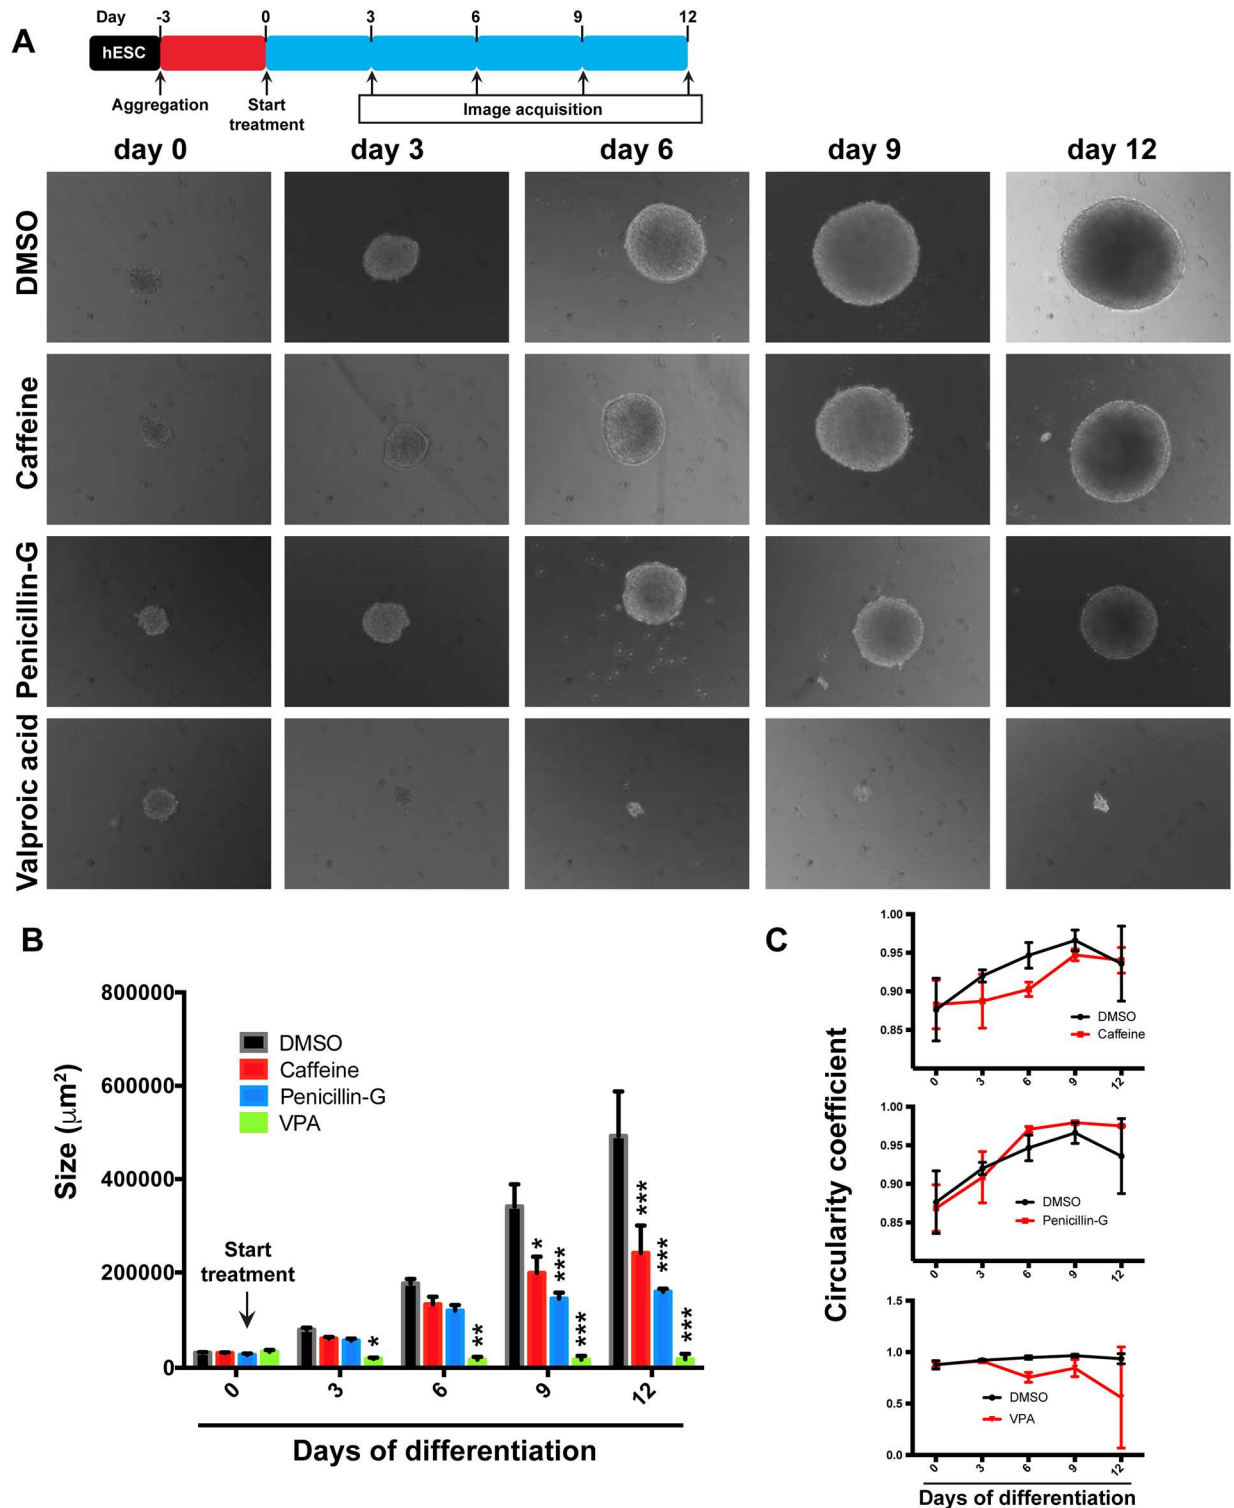 A
Day -3 0 3 6 9 12
hESC
Aggregation
Start
treatment
Image acquisition
day 0 day 3 day 6 day 9 day 12
DMSO
Caffeine
Penicillin-G
Valproic acid
B
Size (μm²)
800000
600000
400000
200000
0
DMSO
Caffeine
Penicillin-G
VPA
Start
treatment
*
**
*
***
***
***
***
***
0 3 6 9 12
Days of differentiation
C
Circularity coefficient
1.00
0.95
0.90
0.85
DMSO
Caffeine
0 3 6 9 12
1.00
0.95
0.90
0.85
DMSO
Penicillin-G
0 3 6 9 12
1.5
1.0
0.5
0.0
DMSO
VPA
0 3 6 9 12
Days of differentiation